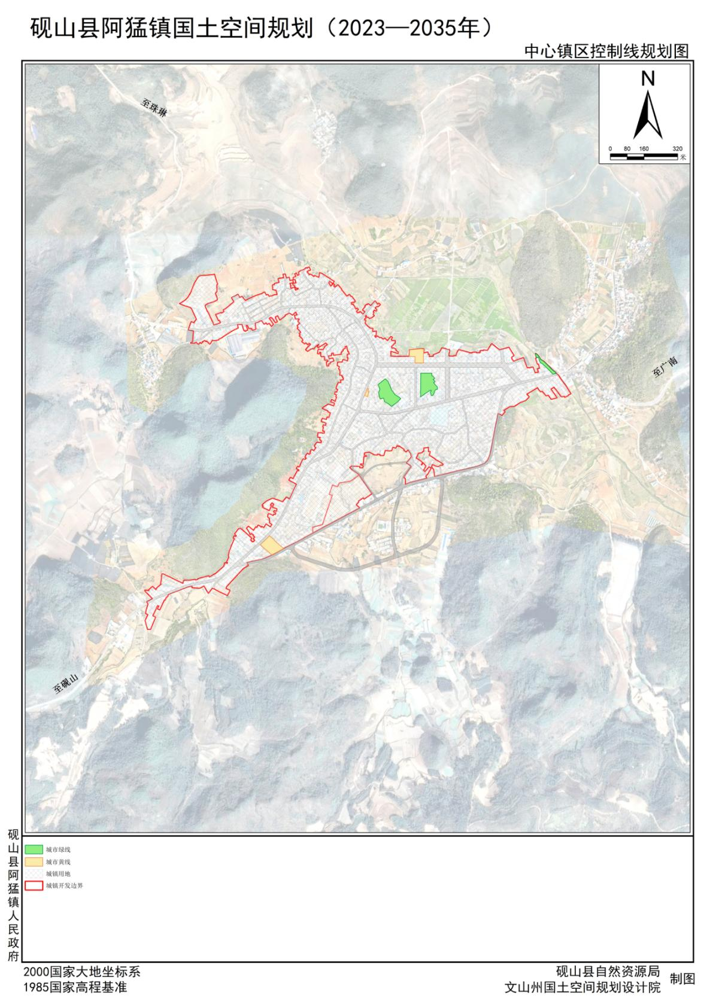 砚山县阿猛镇国土空间规划（2023—2035年）
中心镇区控制线规划图
N
0 80 160 320
米
至珠琳
至广南
至砚山
城市绿线
城市黄线
城镇用地
城镇开发边界
砚山县阿猛镇人民政府
2000国家大地坐标系
1985国家高程基准
砚山县自然资源局
文山州国土空间规划设计院
制图